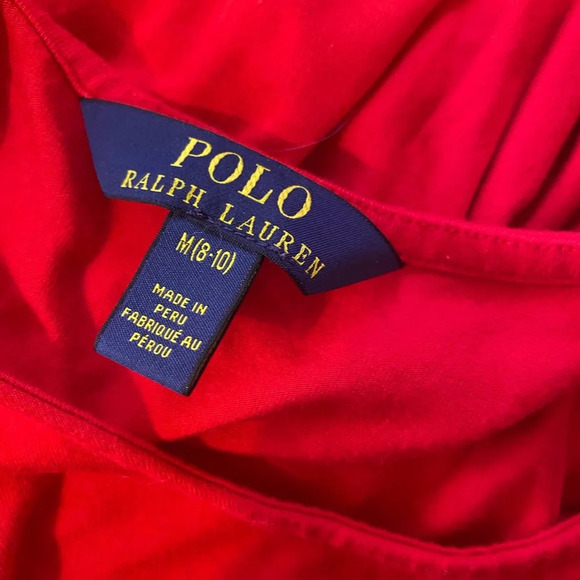 POLO
RALPH LAUREN
M(8-10)
MADE IN
PERU
FABRIQUÉ AU
PÉROU